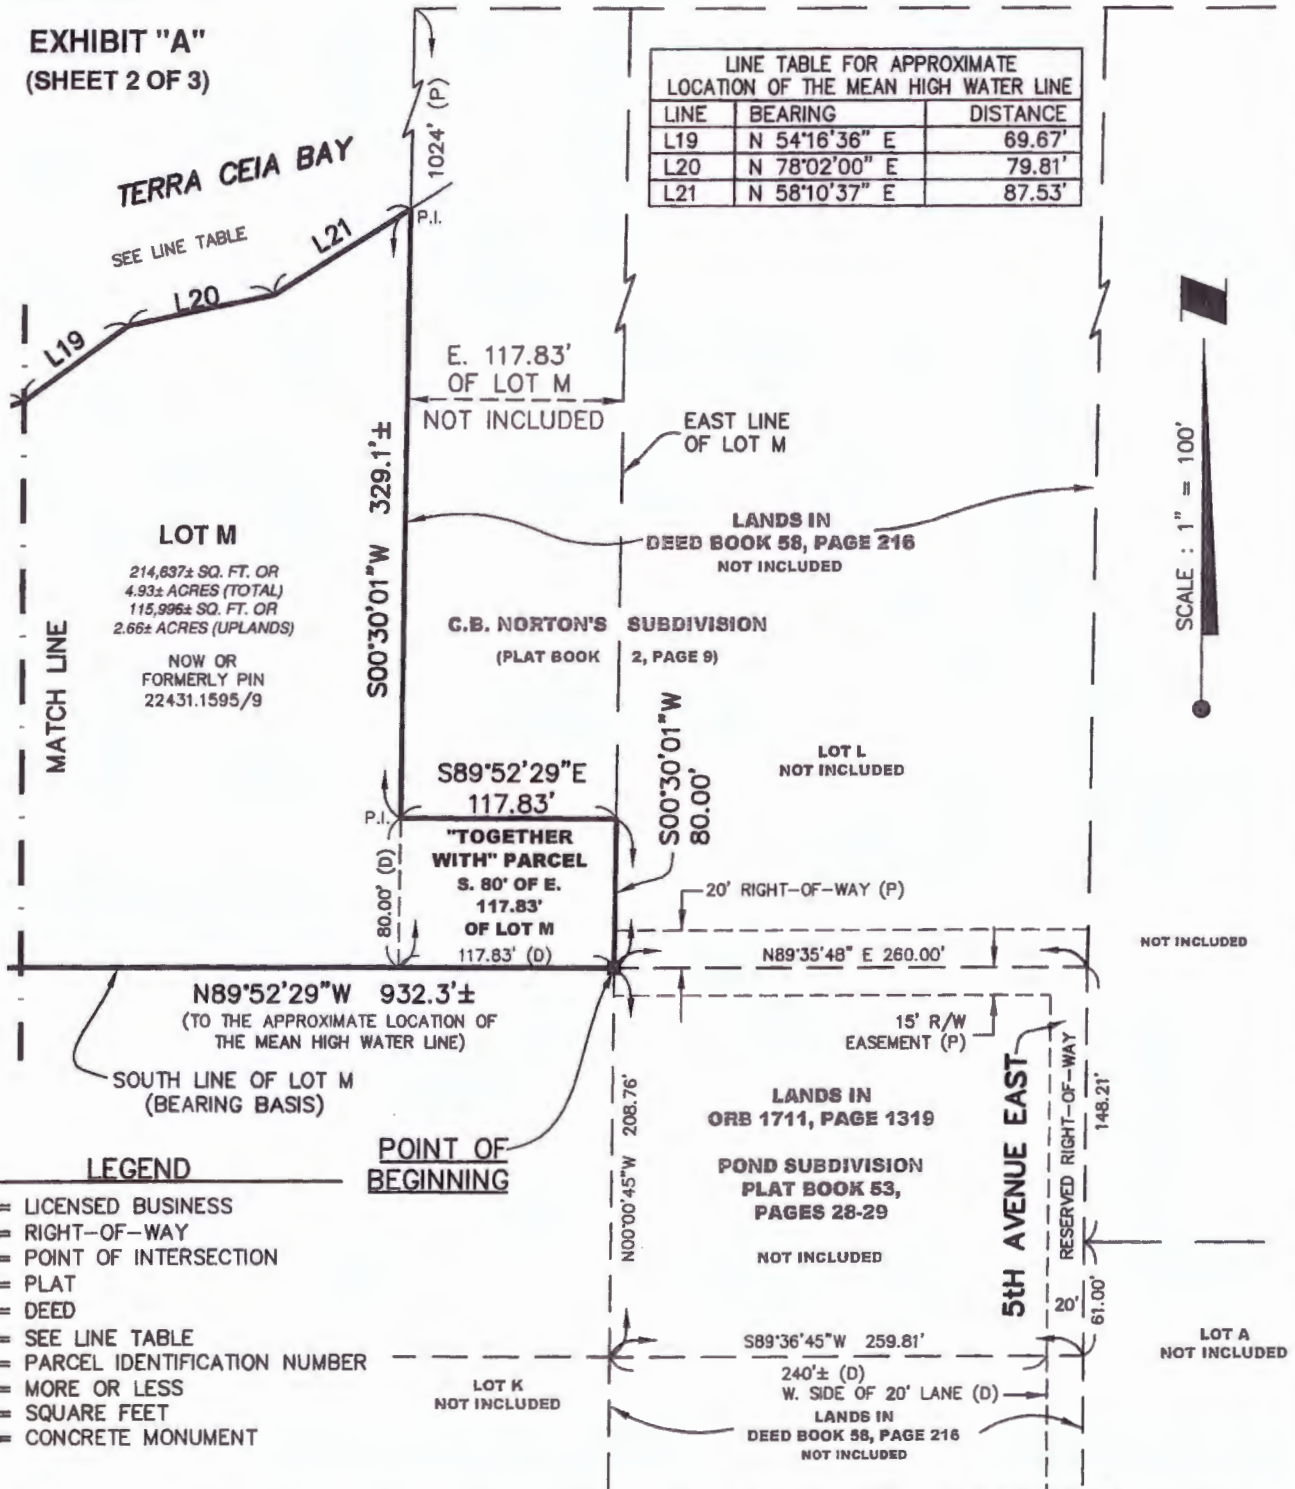 EXHIBIT "A"
(SHEET 2 OF 3)
LINE TABLE FOR APPROXIMATE
LOCATION OF THE MEAN HIGH WATER LINE
LINE BEARING DISTANCE
L19 N 54°16'36" E 69.67'
L20 N 78°02'00" E 79.81'
L21 N 58°10'37" E 87.53'
1024' (P)
TERRA CEIA BAY
SEE LINE TABLE
L19
L20
L21
P.I.
E. 117.83'
OF LOT M
NOT INCLUDED
EAST LINE
OF LOT M
SCALE : 1" = 100'
S00°30'01"W 329.1'±
LANDS IN
DEED BOOK 58, PAGE 216
NOT INCLUDED
LOT M
214,637± SQ. FT. OR
4.93± ACRES (TOTAL)
115,996± SQ. FT. OR
2.66± ACRES (UPLANDS)
NOW OR
FORMERLY PIN
22431.1595/9
MATCH LINE
C.B. NORTON'S SUBDIVISION
(PLAT BOOK 2, PAGE 9)
LOT L
NOT INCLUDED
S00°30'01"W
80.00'
S89°52'29"E
117.83'
P.I.
80.00' (D)
"TOGETHER
WITH" PARCEL
S. 80' OF E.
117.83'
OF LOT M
117.83' (D)
20' RIGHT-OF-WAY (P)
N89°35'48" E 260.00'
NOT INCLUDED
N89°52'29"W 932.3'±
(TO THE APPROXIMATE LOCATION OF
THE MEAN HIGH WATER LINE)
15' R/W
EASEMENT (P)
SOUTH LINE OF LOT M
(BEARING BASIS)
POINT OF
BEGINNING
N00°00'45"W 208.76'
LANDS IN
ORB 1711, PAGE 1319
POND SUBDIVISION
PLAT BOOK 53,
PAGES 28-29
NOT INCLUDED
5tH AVENUE EAST
RESERVED RIGHT-OF-WAY
148.21'
20'
61.00'
LEGEND
= LICENSED BUSINESS
= RIGHT-OF-WAY
= POINT OF INTERSECTION
= PLAT
= DEED
= SEE LINE TABLE
= PARCEL IDENTIFICATION NUMBER
= MORE OR LESS
= SQUARE FEET
= CONCRETE MONUMENT
S89°36'45"W 259.81'
240'± (D)
W. SIDE OF 20' LANE (D)
LOT A
NOT INCLUDED
LOT K
NOT INCLUDED
LANDS IN
DEED BOOK 58, PAGE 216
NOT INCLUDED